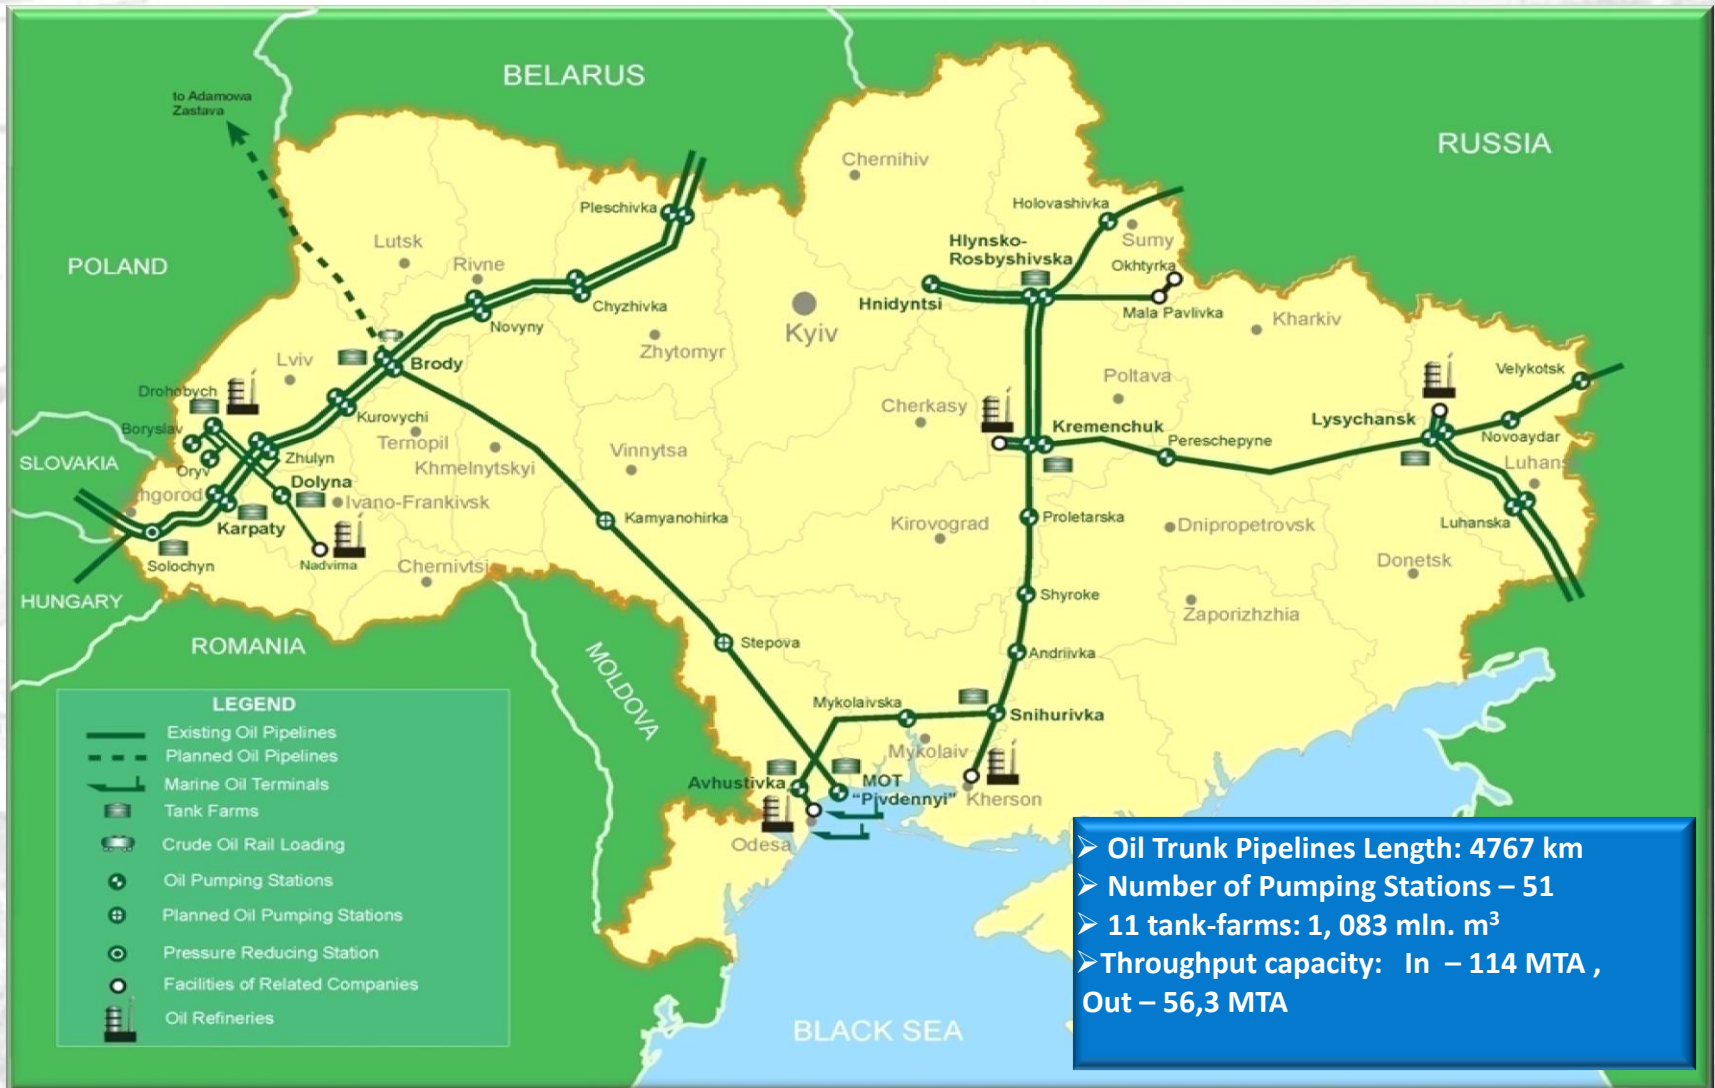 BELARUS
to Adamowa
Zastava
RUSSIA
Chernihiv
Pleschivka
Holovashivka
Sumy
Lutsk
Hlynsko-
Rosbyshivska
Okhtyrka
POLAND
Rivne
Hnidyntsi
Chyzhivka
Mala Pavlivka
Novyny
Kyiv
Kharkiv
Zhytomyr
Lviv
Brody
Velykotsk
Poltava
Drohobych
Cherkasy
Kurovychi
Kremenchuk
Lysychansk
Boryslav
Ternopil
Pereschepyne
Novoaydar
Vinnytsa
SLOVAKIA
Oryv
Zhulyn
Khmelnytskyi
Luhans
Dolyna
hgorod
Ivano-Frankivsk
Kamyanohirka
Kirovograd
Proletarska
Dnipropetrovsk
Luhanska
Karpaty
Solochyn
Nadvirna
Chernivtsi
Donetsk
HUNGARY
Shyroke
Zaporizhzhia
ROMANIA
Stepova
Andriivka
MOLDOVA
Mykolaivska
Snihurivka
Mykolaiv
Avhustivka
MOT
"Pivdennyi"
Kherson
Odesa
BLACK SEA
LEGEND
Existing Oil Pipelines
Planned Oil Pipelines
Marine Oil Terminals
Tank Farms
Crude Oil Rail Loading
Oil Pumping Stations
Planned Oil Pumping Stations
Pressure Reducing Station
Facilities of Related Companies
Oil Refineries
➢ Oil Trunk Pipelines Length: 4767 km
➢ Number of Pumping Stations – 51
➢ 11 tank-farms: 1, 083 mln. m³
➢Throughput capacity: In – 114 MTA ,
Out – 56,3 MTA